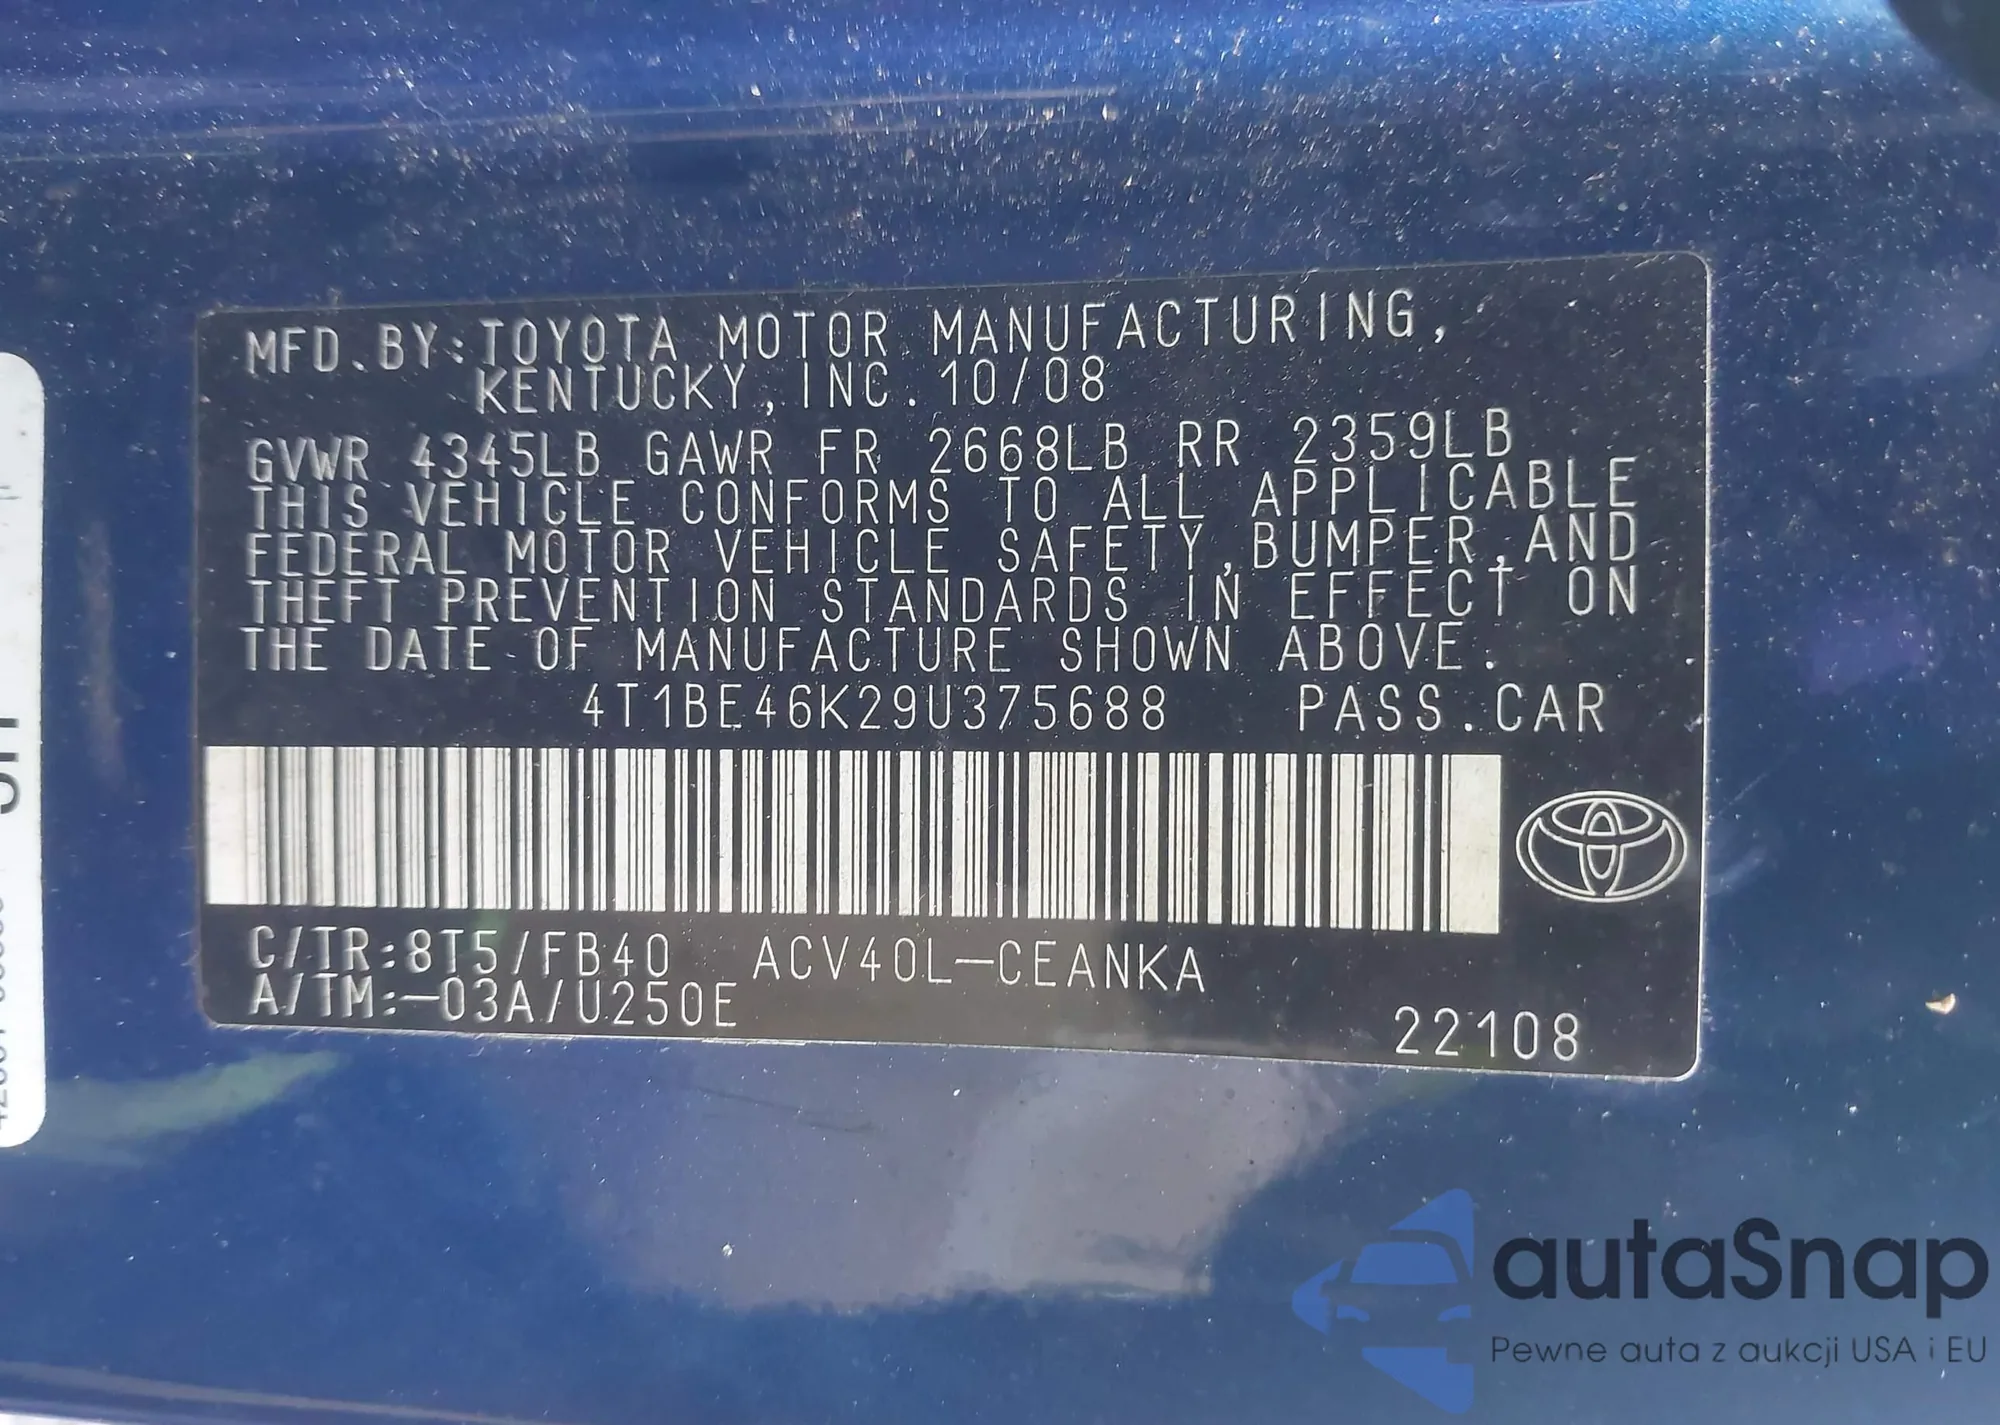 MFD.BY:TOYOTA MOTOR MANUFACTURING,
KENTUCKY,INC.10/08
GVWR 4345LB GAWR FR 2668LB RR 2359LB
THIS VEHICLE CONFORMS TO ALL APPLICABLE
FEDERAL MOTOR VEHICLE SAFETY,BUMPER,AND
THEFT PREVENTION STANDARDS IN EFFECT ON
THE DATE OF MANUFACTURE SHOWN ABOVE.
4T1BE46K29U375688 PASS.CAR
C/TR:8T5/FB40 ACV40L-CEANKA
A/TM:-03A/U250E
22108
autaSnap
Pewne auta z aukcji USA i EU